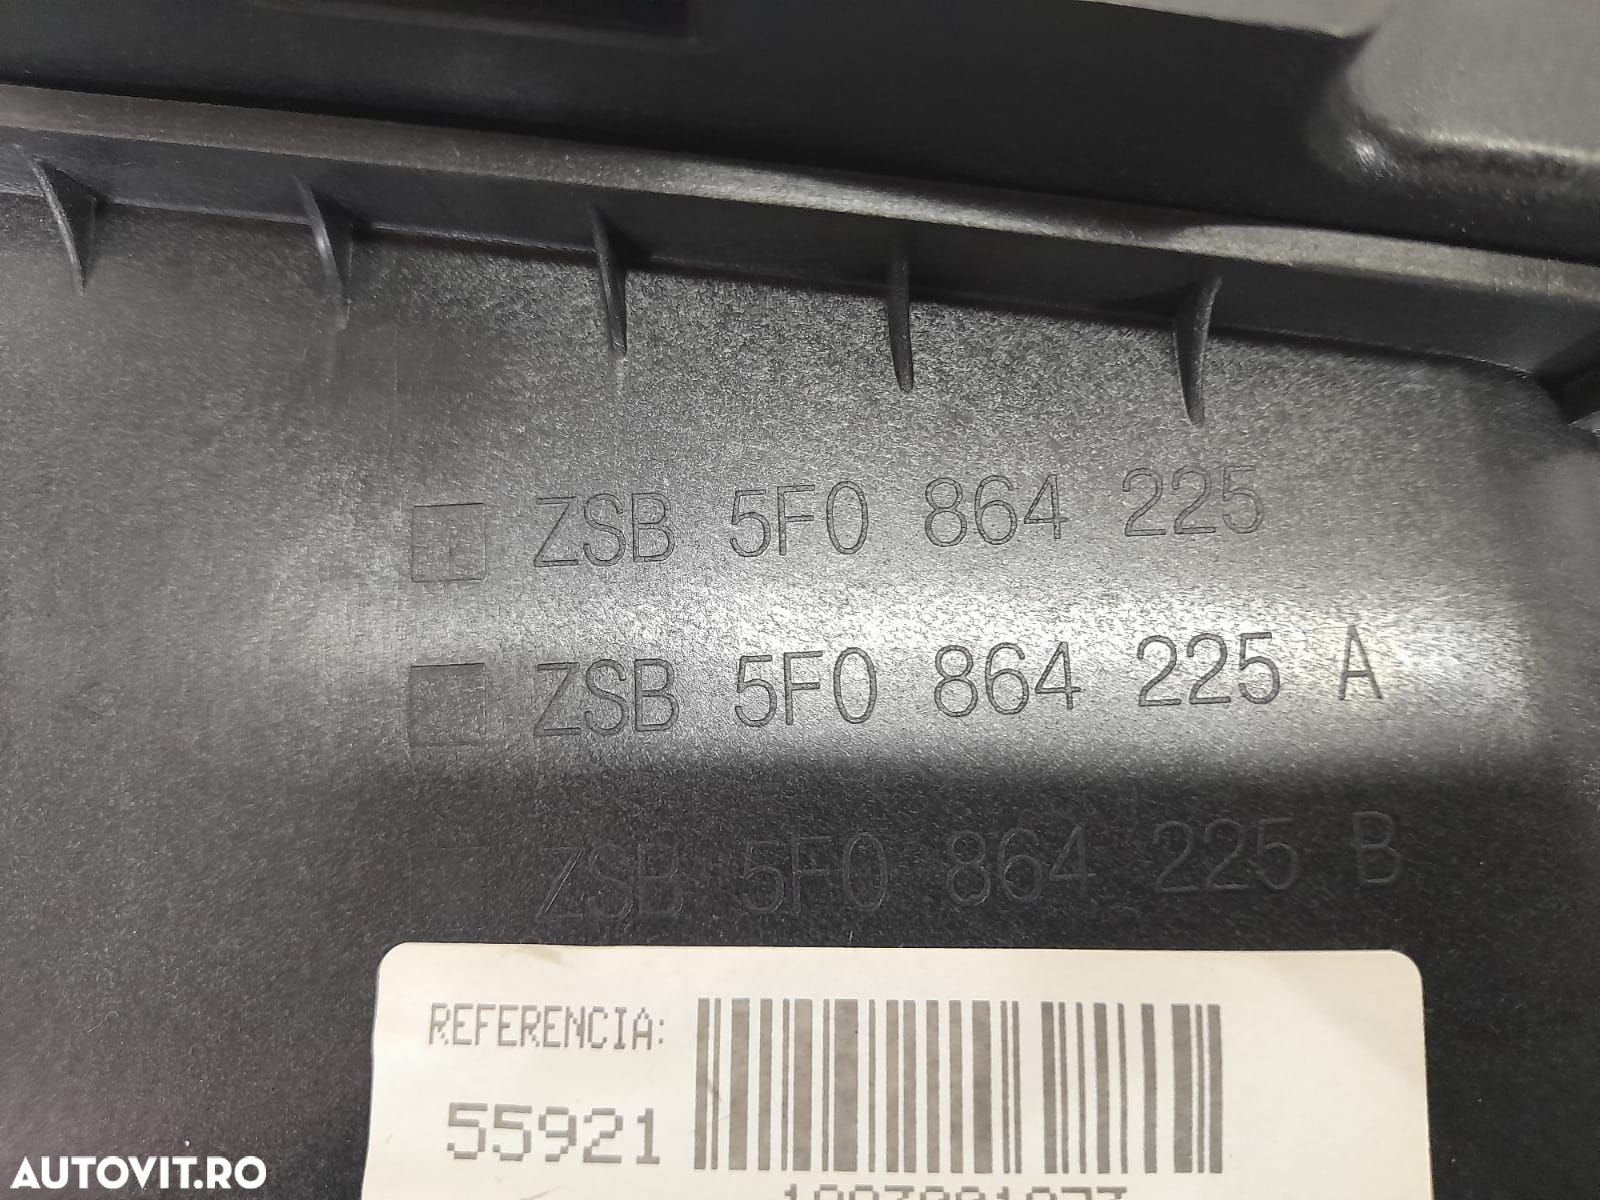 ZSB 5F0 864 225
ZSB 5F0 864 225 A
ZSB 5F0 864 225 B
REFERENCIA:
55921
AUTOVIT.RO